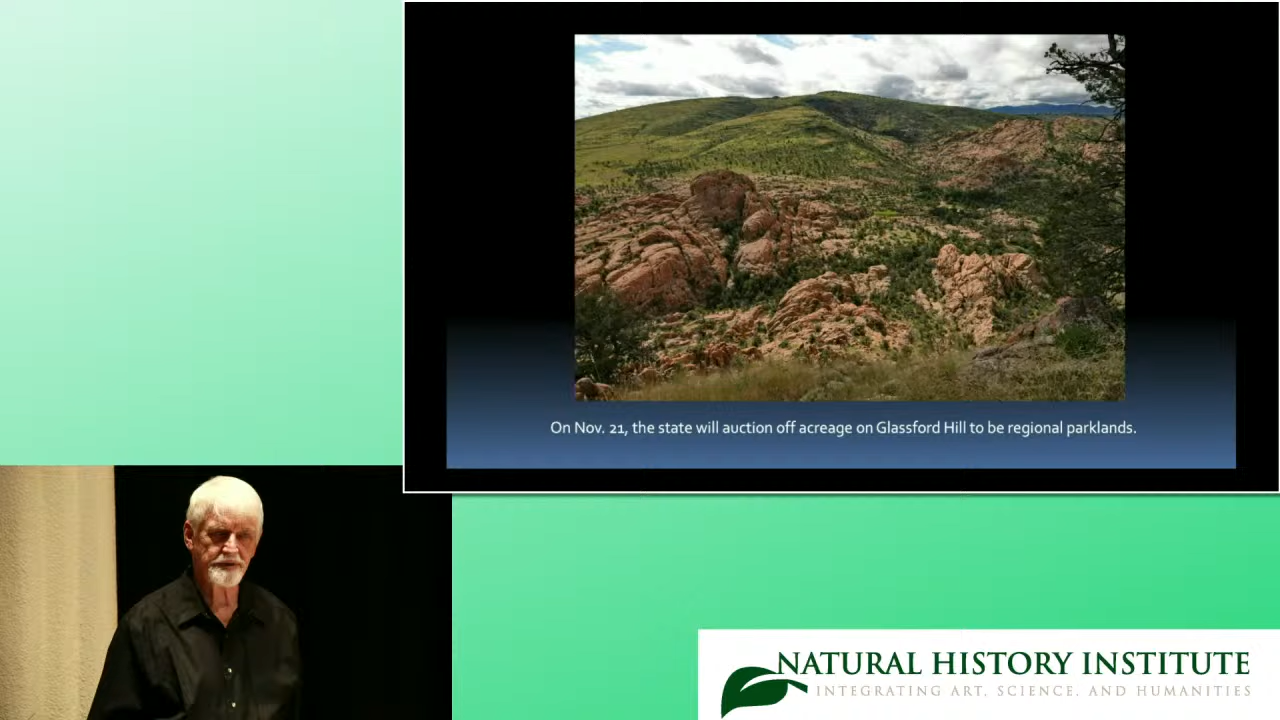 On Nov. 21, the state will auction off acreage on Glassford Hill to be regional parklands.
NATURAL HISTORY INSTITUTE
INTEGRATING ART, SCIENCE, AND HUMANITIES